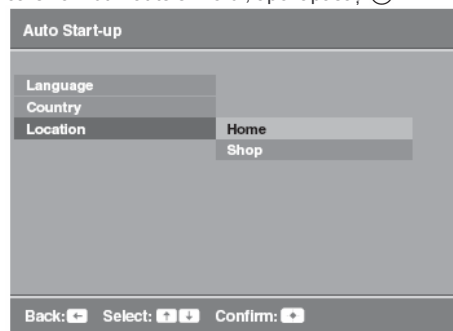 Auto Start-up
Language
Country
Location Home
Shop
Back: Select: Confirm: